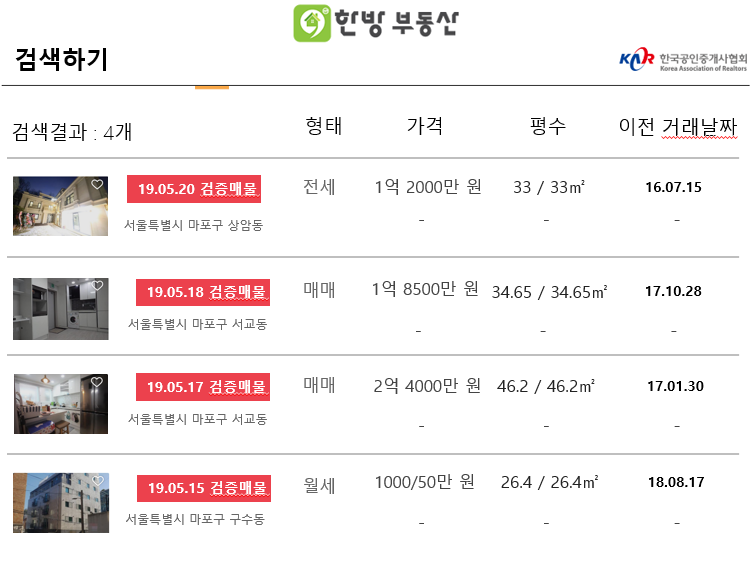 한방 부동산
검색하기
KAR 한국공인중개사협회
Korea Association of Realtors
검색결과 : 4개 형태 가격 평수 이전 거래날짜
19.05.20 검증매물 전세 1억 2000만 원 33 / 33㎡ 16.07.15
서울특별시 마포구 상암동 - - -
19.05.18 검증매물 매매 1억 8500만 원 34.65 / 34.65㎡ 17.10.28
서울특별시 마포구 서교동 - - -
19.05.17 검증매물 매매 2억 4000만 원 46.2 / 46.2㎡ 17.01.30
서울특별시 마포구 서교동 - - -
19.05.15 검증매물 월세 1000/50만 원 26.4 / 26.4㎡ 18.08.17
서울특별시 마포구 구수동 - - -